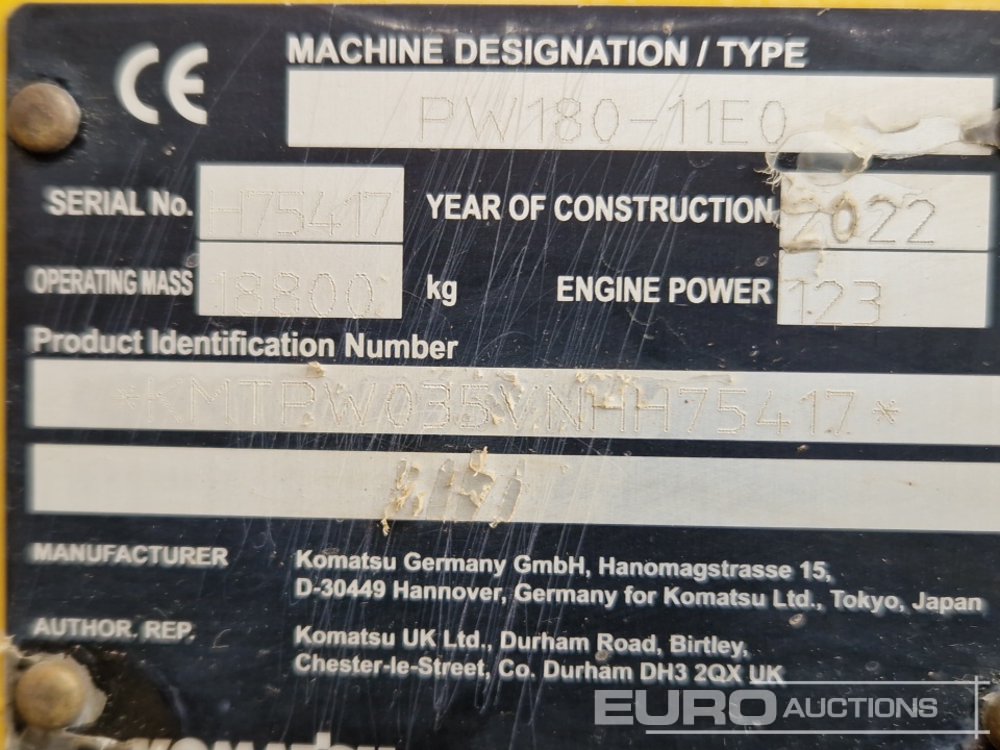 CE MACHINE DESIGNATION / TYPE
PW180-11E0
SERIAL No. H75417 YEAR OF CONSTRUCTION 2022
OPERATING MASS 18800 kg ENGINE POWER 123
Product Identification Number
*KMTPW035VNHH75417*
MANUFACTURER Komatsu Germany GmbH, Hanomagstrasse 15,
D-30449 Hannover, Germany for Komatsu Ltd., Tokyo, Japan
AUTHOR. REP. Komatsu UK Ltd., Durham Road, Birtley,
Chester-le-Street, Co. Durham DH3 2QX UK
EURO AUCTIONS
KOMATSU